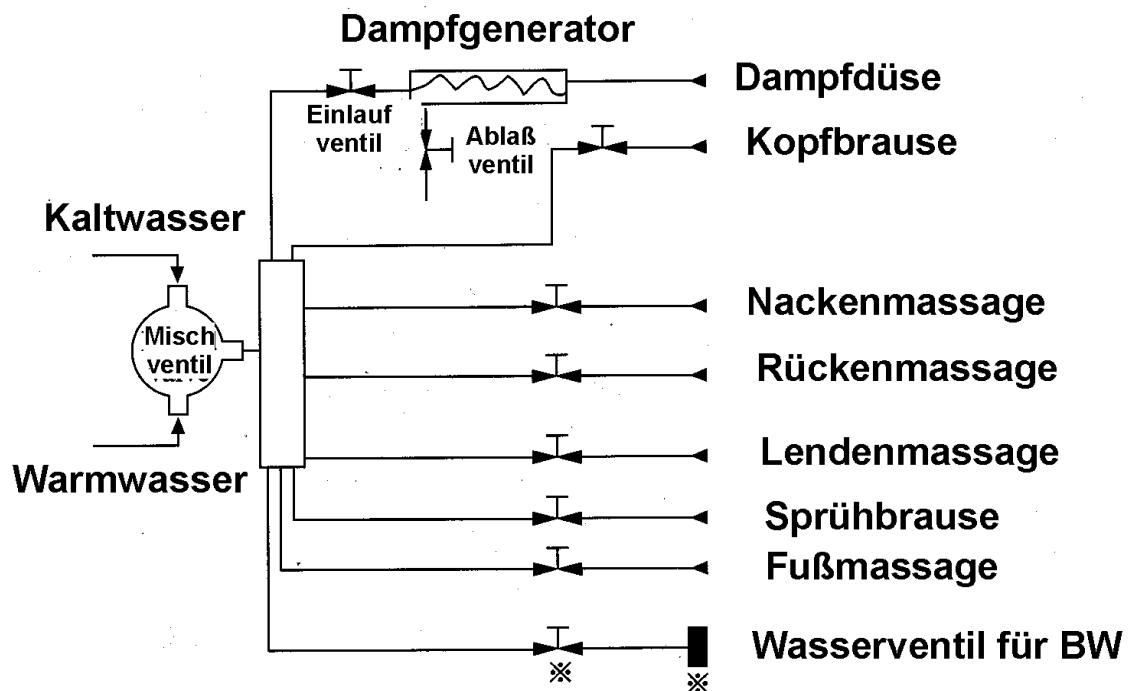 Dampfgenerator
Dampfdüse
Einlauf
ventil
Ablaß
ventil
Kopfbrause
Kaltwasser
Misch
ventil
Warmwasser
Nackenmassage
Rückenmassage
Lendenmassage
Sprühbrause
Fußmassage
Wasserventil für BW
※
※